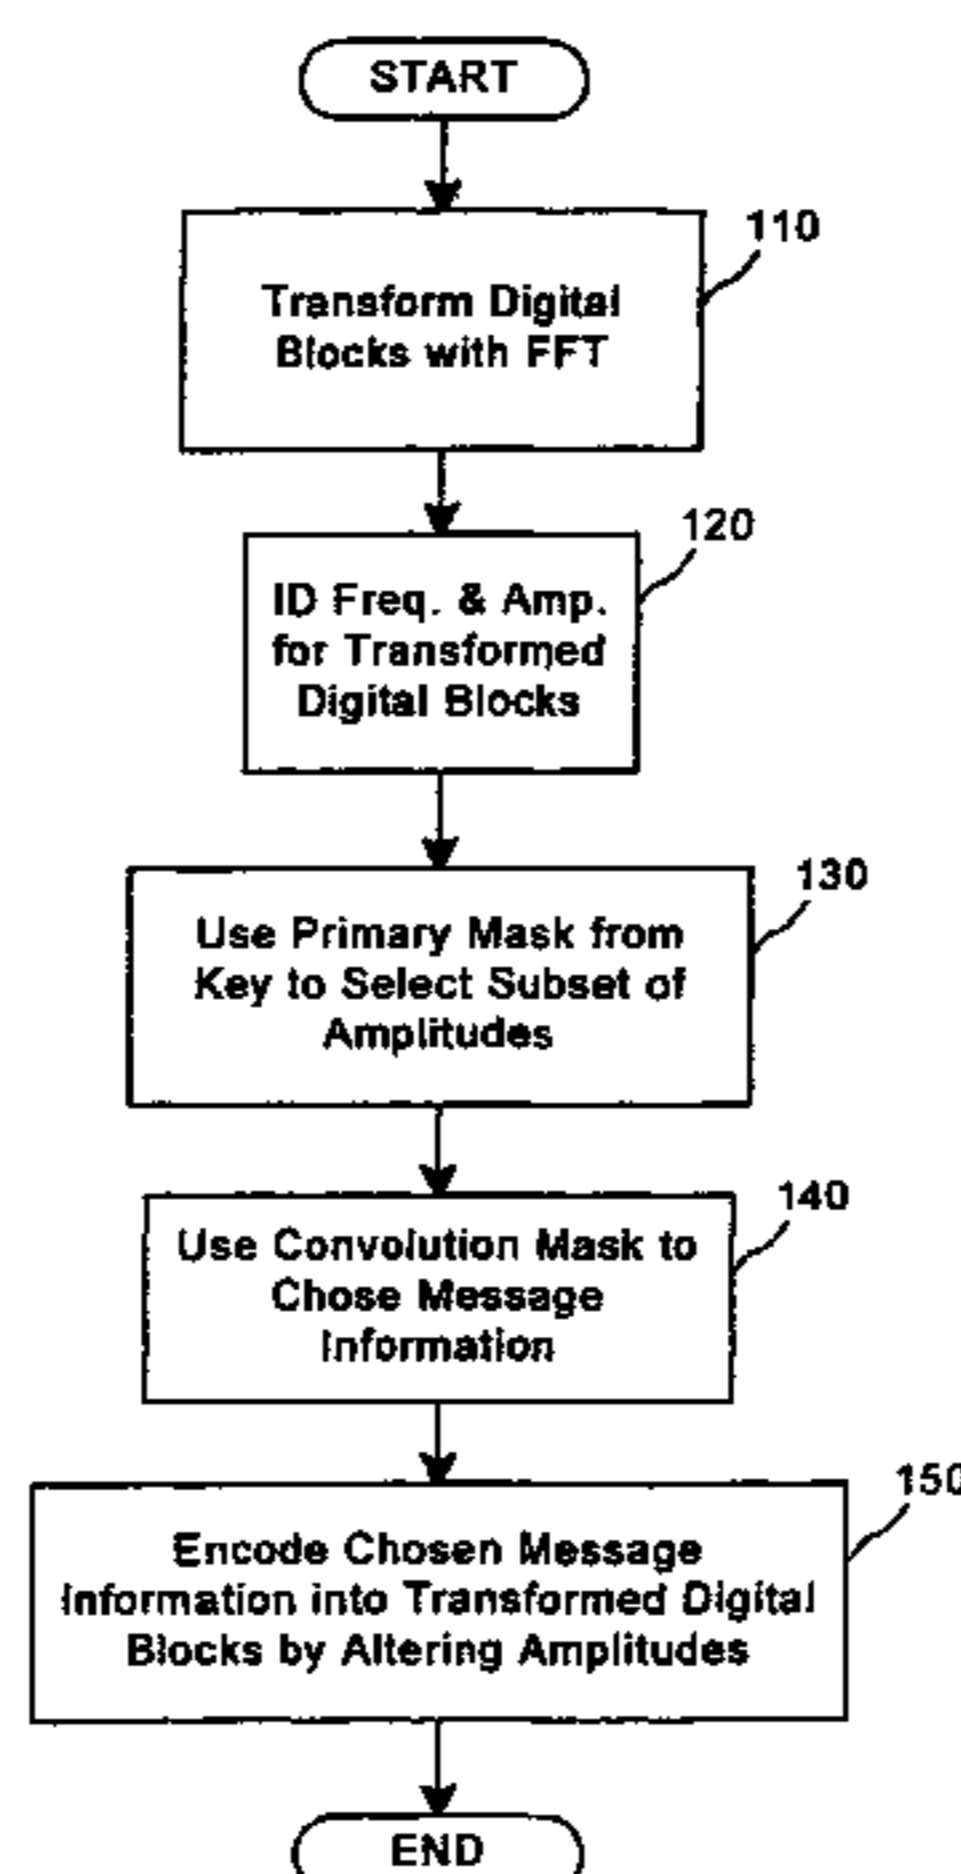 START
110
Transform Digital
Blocks with FFT
120
ID Freq. & Amp.
for Transformed
Digital Blocks
130
Use Primary Mask from
Key to Select Subset of
Amplitudes
140
Use Convolution Mask to
Chose Message
Information
150
Encode Chosen Message
Information into Transformed Digital
Blocks by Altering Amplitudes
END